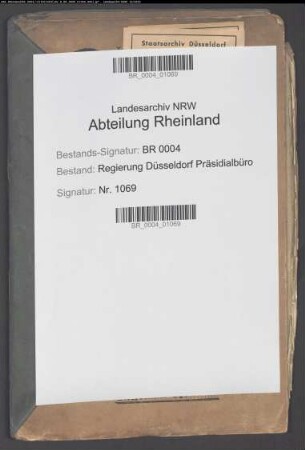 Staatsarchiv Düsseldorf
BR_0004_01069
Landesarchiv NRW
Abteilung Rheinland
Bestands-Signatur: BR 0004
Bestand: Regierung Düsseldorf Präsidialbüro
Signatur: Nr. 1069
BR_0004_01069